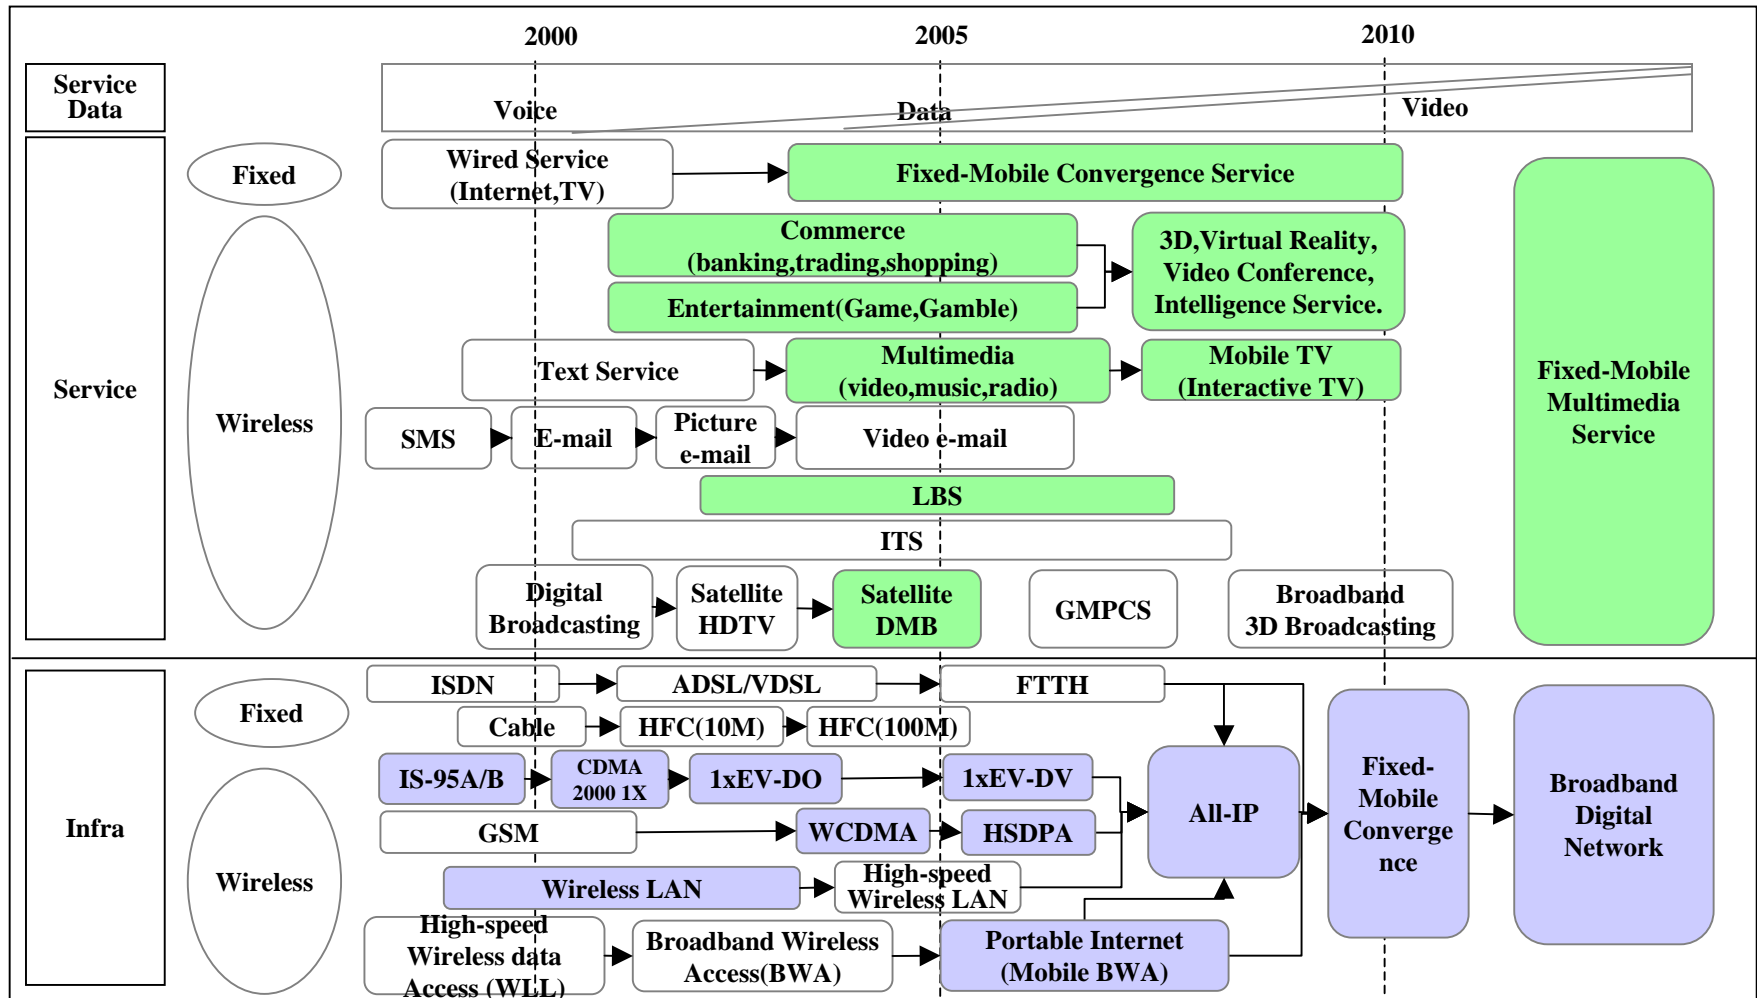 2000
2005
2010
Service
Data
Voice
Data
Video
Service
Fixed
Wired Service
(Internet,TV)
Fixed-Mobile Convergence Service
Wireless
Commerce
(banking,trading,shopping)
Entertainment(Game,Gamble)
3D,Virtual Reality,
Video Conference,
Intelligence Service.
Text Service
Multimedia
(video,music,radio)
Mobile TV
(Interactive TV)
SMS
E-mail
Picture
e-mail
Video e-mail
LBS
ITS
Digital
Broadcasting
Satellite
HDTV
Satellite
DMB
GMPCS
Broadband
3D Broadcasting
Fixed-Mobile
Multimedia
Service
Infra
Fixed
ISDN
ADSL/VDSL
FTTH
Cable
HFC(10M)
HFC(100M)
Wireless
IS-95A/B
CDMA
2000 1X
1xEV-DO
1xEV-DV
GSM
WCDMA
HSDPA
Wireless LAN
High-speed
Wireless LAN
High-speed
Wireless data
Access (WLL)
Broadband Wireless
Access(BWA)
Portable Internet
(Mobile BWA)
All-IP
Fixed-
Mobile
Converge
nce
Broadband
Digital
Network